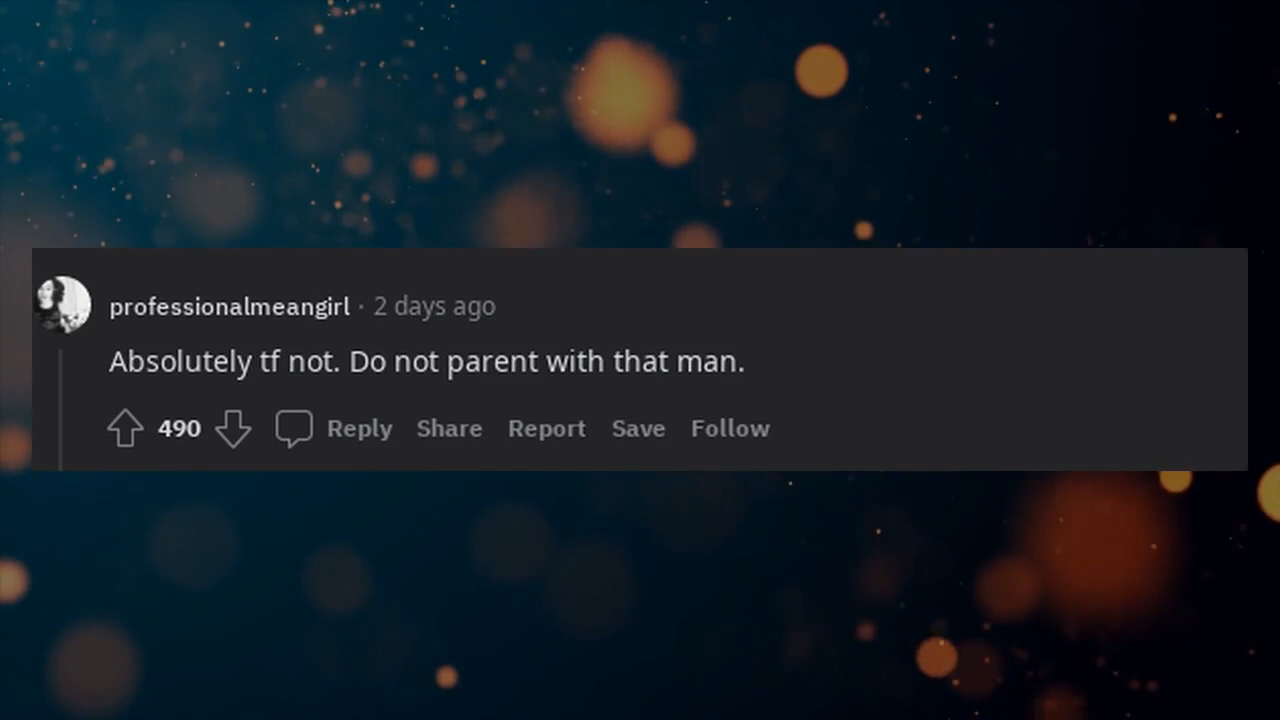 professionalmeangirl · 2 days ago
Absolutely tf not. Do not parent with that man.
490 Reply Share Report Save Follow